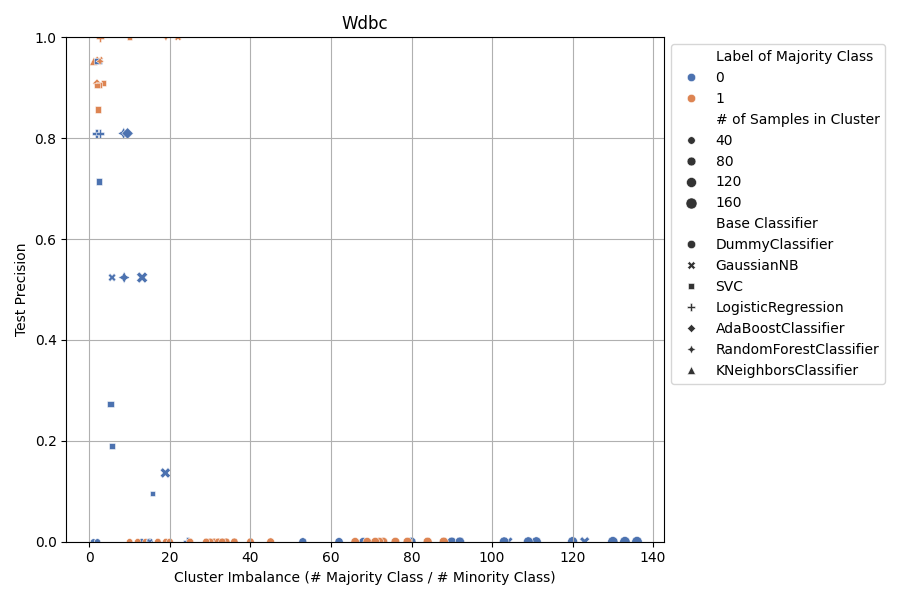 Wdbc
1.0
0.8
0.6
0.4
0.2
0.0
Test Precision
0
20
40
60
80
100
120
140
Cluster Imbalance (# Majority Class / # Minority Class)
Label of Majority Class
0
1
# of Samples in Cluster
40
80
120
160
Base Classifier
DummyClassifier
GaussianNB
SVC
LogisticRegression
AdaBoostClassifier
RandomForestClassifier
KNeighborsClassifier